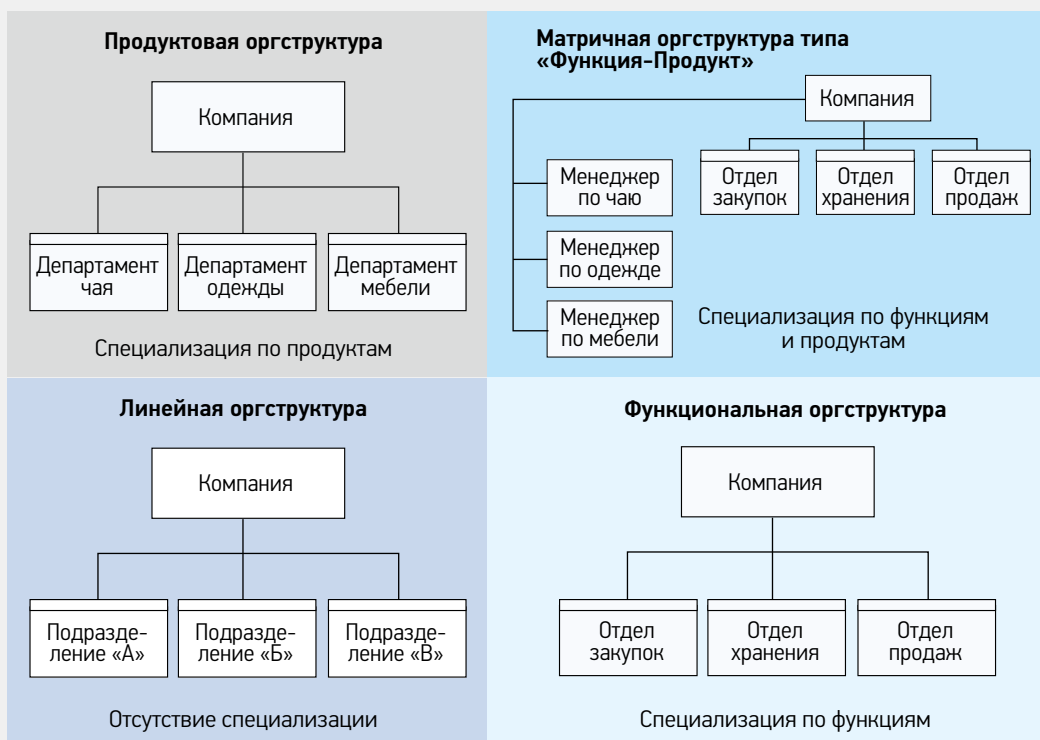 Продуктовая оргструктура
Компания
Департамент
чая
Департамент
одежды
Департамент
мебели
Специализация по продуктам
Матричная оргструктура типа
«Функция-Продукт»
Компания
Менеджер
по чаю
Менеджер
по одежде
Менеджер
по мебели
Отдел
закупок
Отдел
хранения
Отдел
продаж
Специализация по функциям
и продуктам
Линейная оргструктура
Компания
Подразде-
ление «А»
Подразде-
ление «Б»
Подразде-
ление «В»
Отсутствие специализации
Функциональная оргструктура
Компания
Отдел
закупок
Отдел
хранения
Отдел
продаж
Специализация по функциям